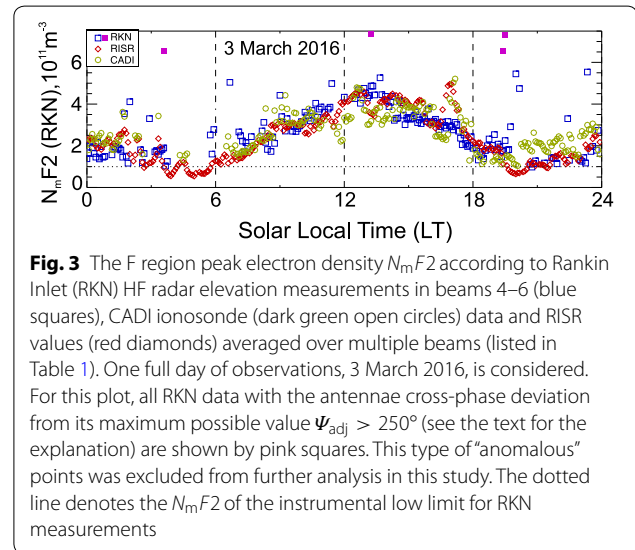 RKN
RISR
CADI
3 March 2016
NmF2 (RKN),10¹¹m⁻³
6
4
2
0
0 6 12 18 24
Solar Local Time (LT)
Fig. 3 The F region peak electron density NmF2 according to Rankin
Inlet (RKN) HF radar elevation measurements in beams 4–6 (blue
squares), CADI ionosonde (dark green open circles) data and RISR
values (red diamonds) averaged over multiple beams (listed in
Table 1). One full day of observations, 3 March 2016, is considered.
For this plot, all RKN data with the antennae cross-phase deviation
from its maximum possible value Ψadj > 250° (see the text for the
explanation) are shown by pink squares. This type of “anomalous”
points was excluded from further analysis in this study. The dotted
line denotes the NmF2 of the instrumental low limit for RKN
measurements